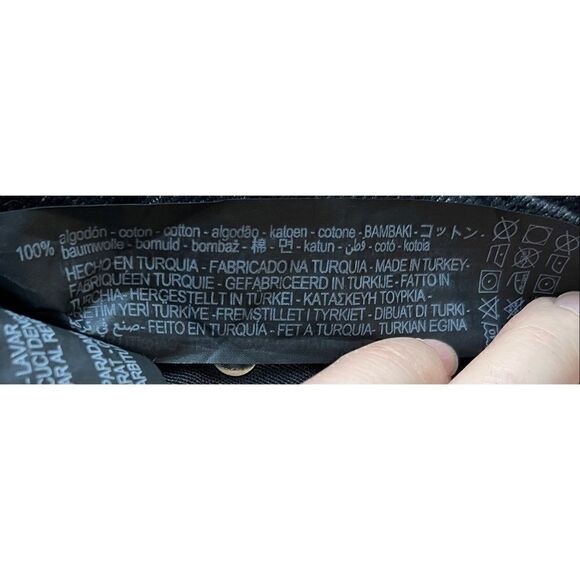 100% algodón - coton - cotton - algodão - katoen - cotone - BAMBAKI - コットン -
baumwolle - bomuld - bombaž - 棉 - 면 - katun - قطن - cotó - kotoia
HECHO EN TURQUIA - FABRICADO NA TURQUIA - MADE IN TURKEY-
FABRIQUÉEN TURQUIE - GEFABRICEERD IN TURKIJE - FATTO IN
TURCHIA- HERGESTELLT IN TÜRKEI - ΚΑΤΑΣΚΕΥΗ ΤΟΥΡΚΙΑ -
ÜRETİM YERİ TÜRKİYE -FREMSTILLET I TYRKIET - DIBUAT DI TURKI -
FEITO EN TURQUÍA - FET A TURQUIA - TURKIAN EGINA
LAVAR